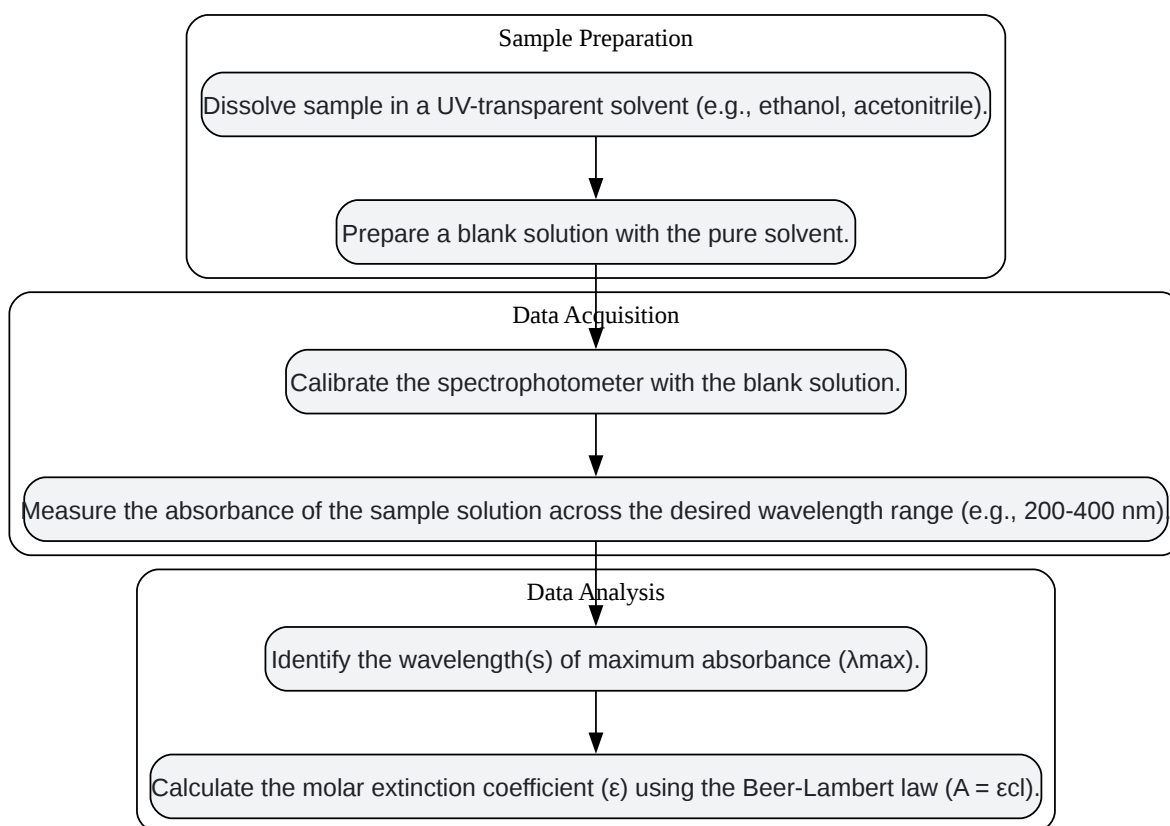 Sample Preparation
Dissolve sample in a UV-transparent solvent (e.g., ethanol, acetonitrile).
Prepare a blank solution with the pure solvent.
Data Acquisition
Calibrate the spectrophotometer with the blank solution.
Measure the absorbance of the sample solution across the desired wavelength range (e.g., 200-400 nm).
Data Analysis
Identify the wavelength(s) of maximum absorbance (λmax).
Calculate the molar extinction coefficient (ε) using the Beer-Lambert law (A = εcl).